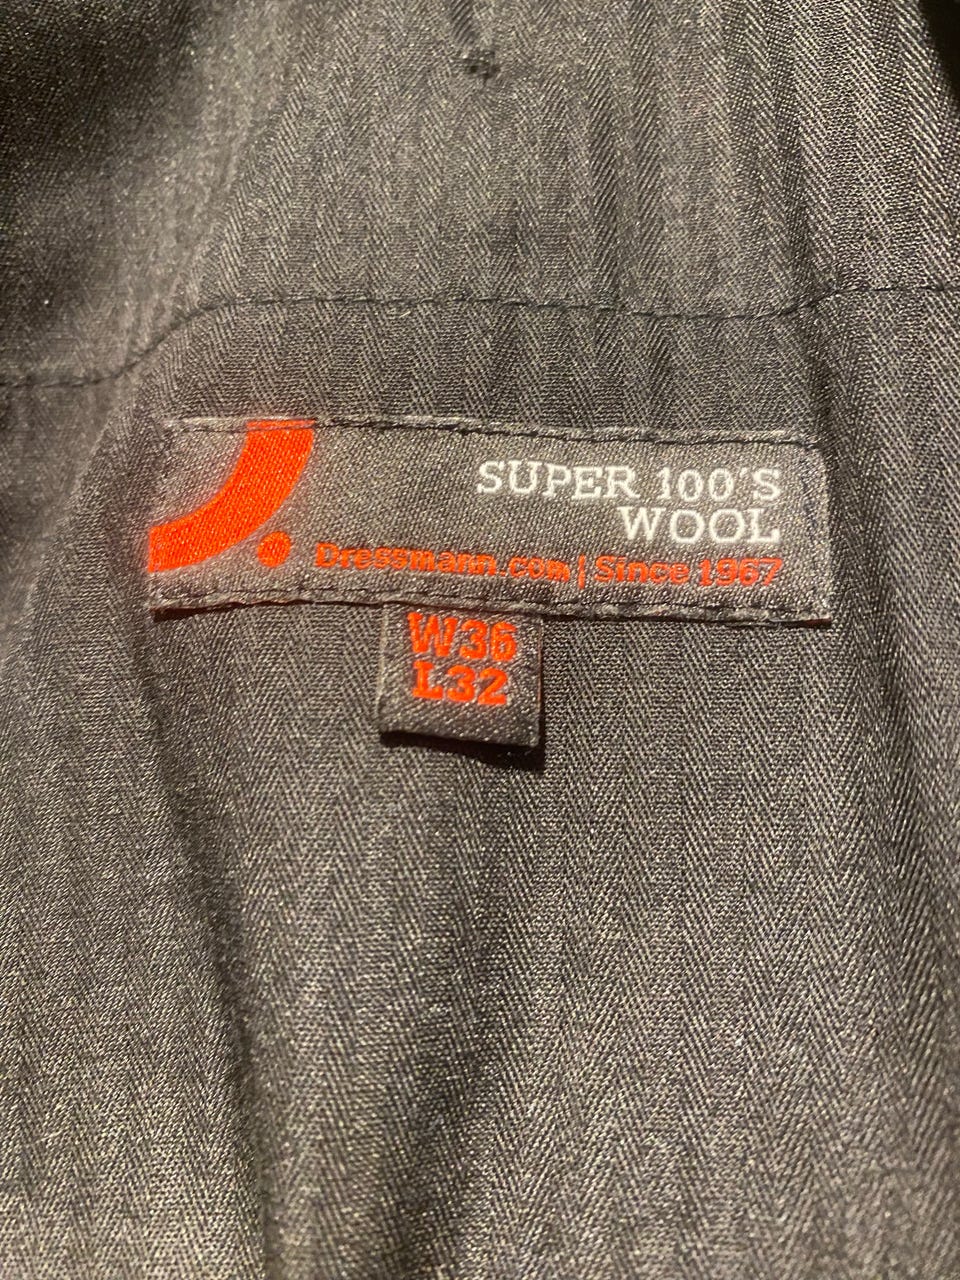 SUPER 100'S
WOOL
Dressmann.com | Since 1967
W36
L32